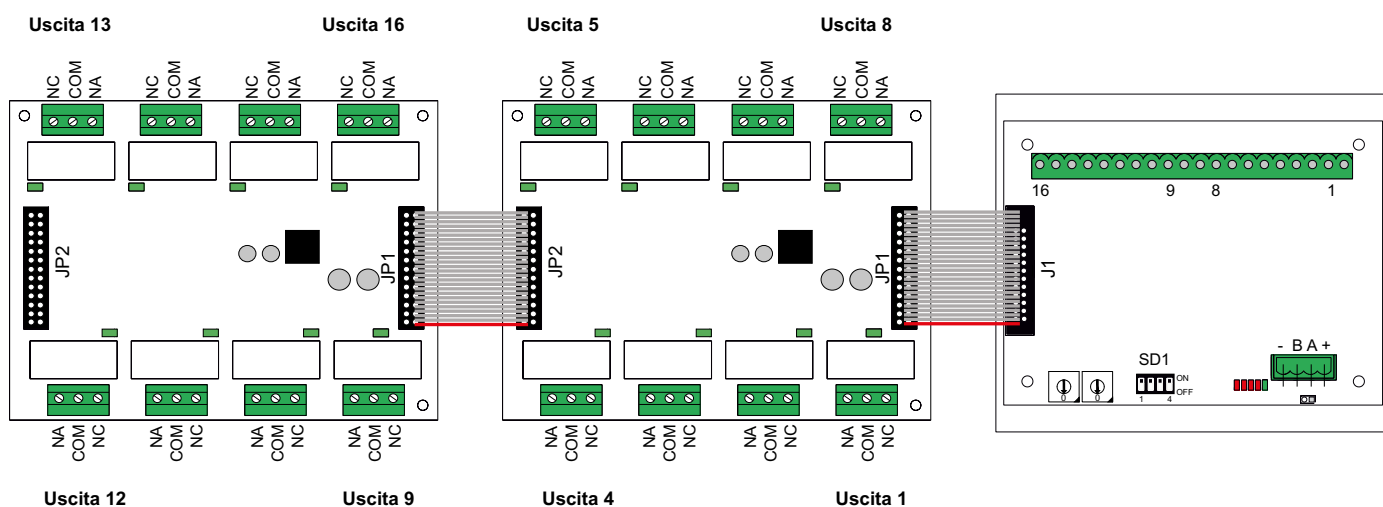 Uscita 13 Uscita 16 Uscita 5 Uscita 8
NC COM NA NC COM NA NC COM NA NC COM NA NC COM NA NC COM NA NC COM NA NC COM NA
16 9 8 1
JP2 JP1 JP2 JP1 J1
- B A +
SD1
ON
OFF
1 4
0 0
NA COM NC NA COM NC NA COM NC NA COM NC NA COM NC NA COM NC NA COM NC NA COM NC
Uscita 12 Uscita 9 Uscita 4 Uscita 1